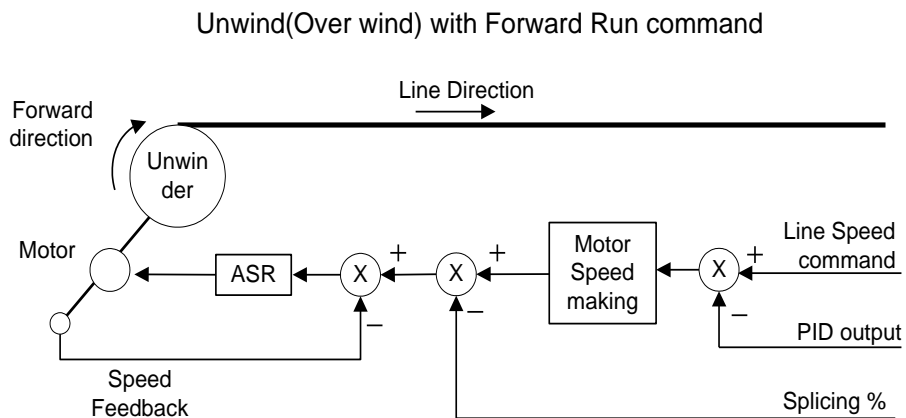 Unwind(Over wind) with Forward Run command
Line Direction
Forward
direction
Unwin
der
Motor
ASR
X
+
−
X
+
−
Motor
Speed
making
X
+
−
Line Speed
command
PID output
Speed
Feedback
Splicing %